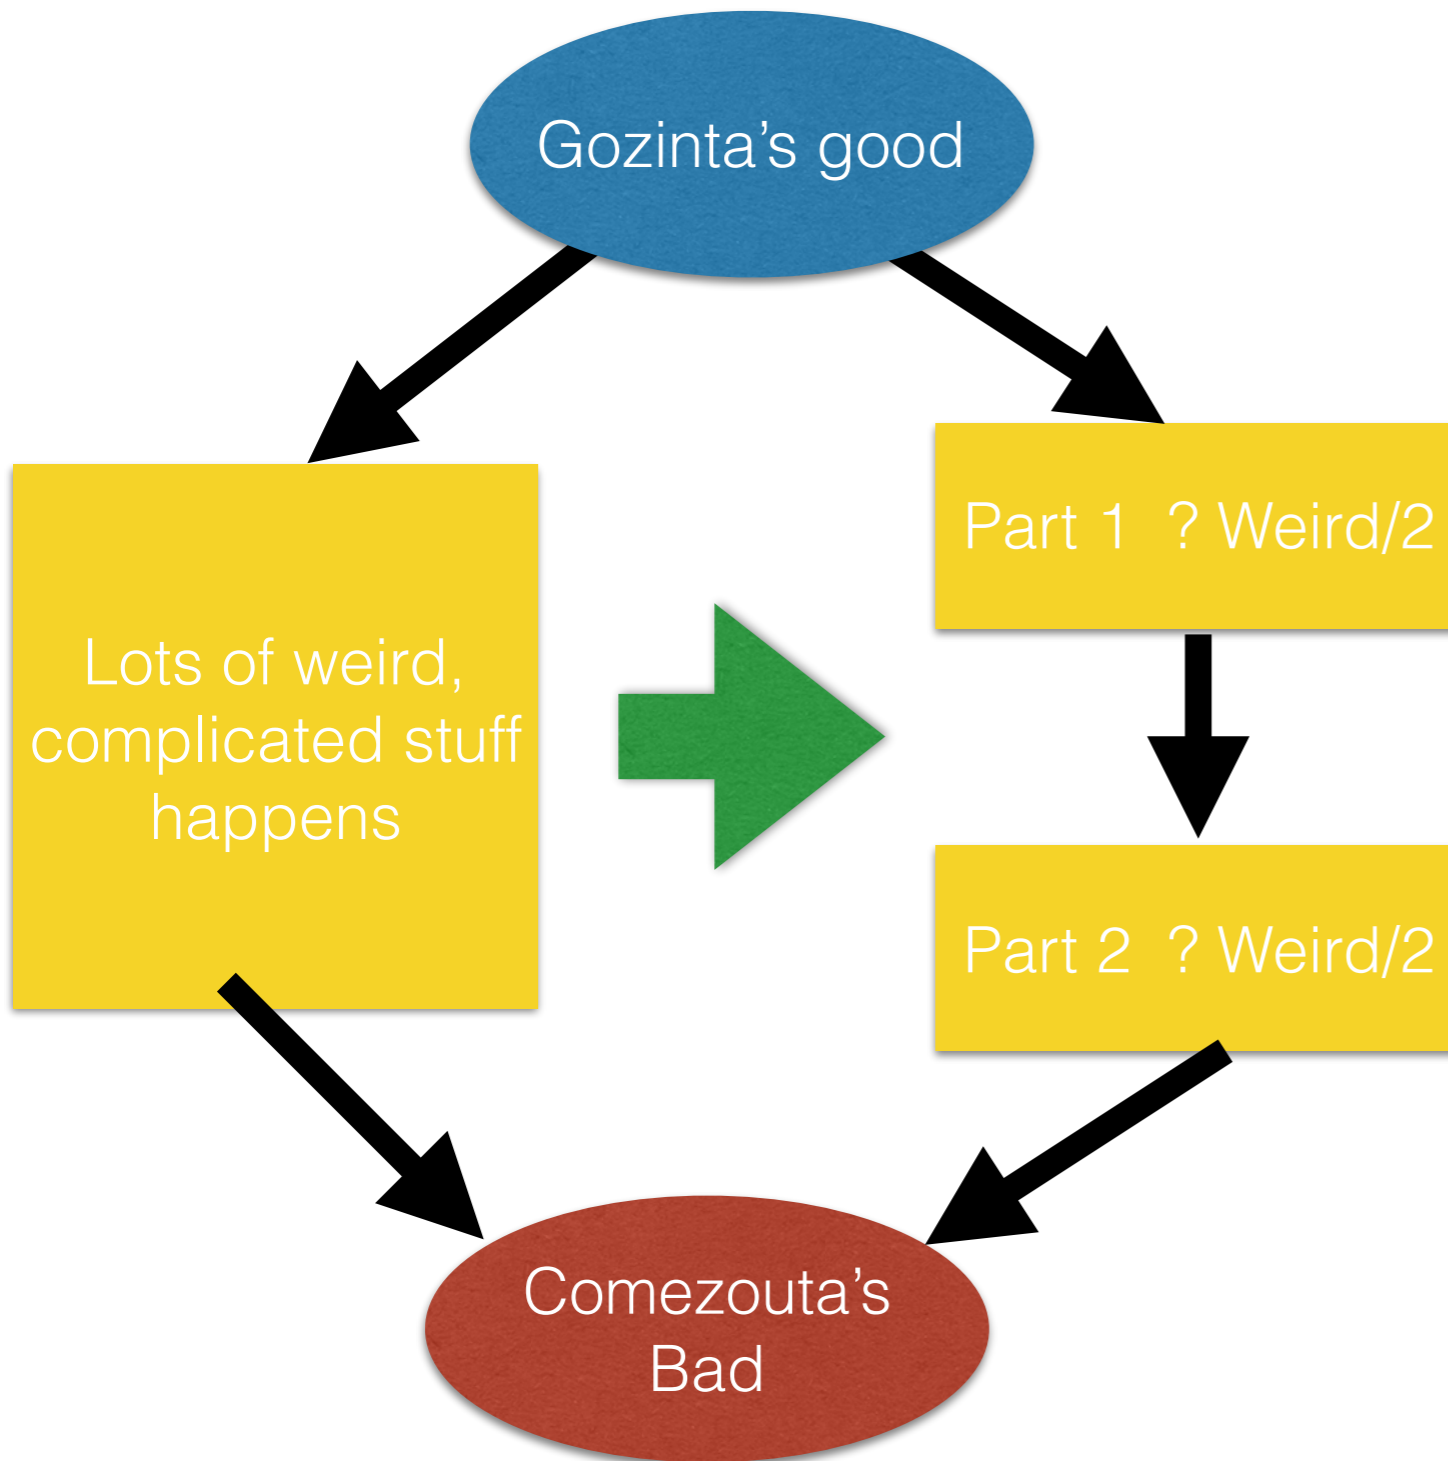 Gozinta’s good
Part 1  ? Weird/2
Lots of weird,
complicated stuff
happens
Part 2  ? Weird/2
Comezouta’s
Bad